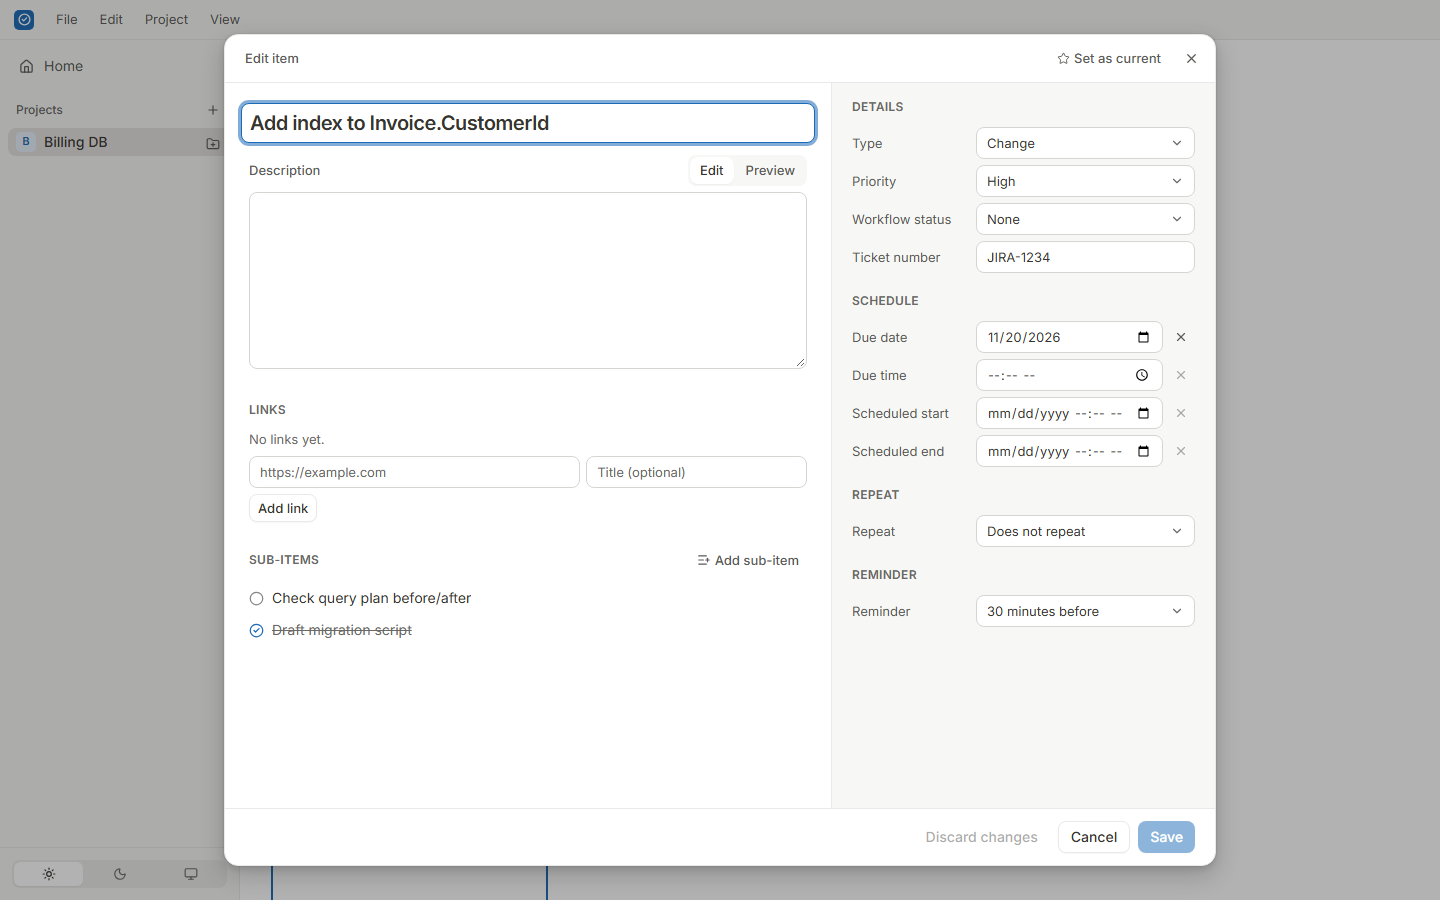 File Edit Project View
Home
Projects
B Billing DB
Edit item
Set as current
Add index to Invoice.CustomerId
Description
Edit Preview
LINKS
No links yet.
https://example.com
Title (optional)
Add link
SUB-ITEMS
Add sub-item
Check query plan before/after
Draft migration script
DETAILS
Type Change
Priority High
Workflow status None
Ticket number JIRA-1234
SCHEDULE
Due date 11/20/2026
Due time --:-- --
Scheduled start mm/dd/yyyy --:-- --
Scheduled end mm/dd/yyyy --:-- --
REPEAT
Repeat Does not repeat
REMINDER
Reminder 30 minutes before
Discard changes Cancel Save